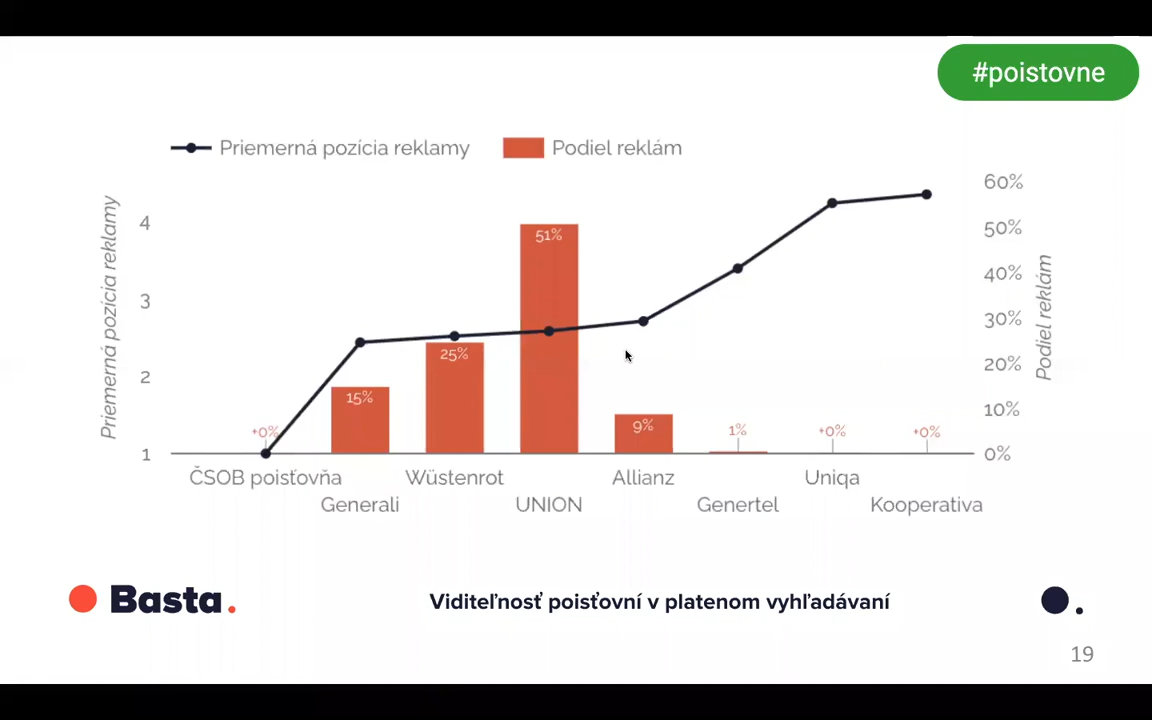 #poistovne
Priemerná pozícia reklamy
Podiel reklám
Priemerná pozícia reklamy
4
3
2
1
60%
50%
40%
30%
20%
10%
0%
Podiel reklám
+0%
15%
25%
51%
9%
1%
+0%
+0%
ČSOB poisťovňa
Generali
Wüstenrot
UNION
Allianz
Genertel
Uniqa
Kooperativa
Basta.
Viditeľnosť poisťovní v platenom vyhľadávaní
19